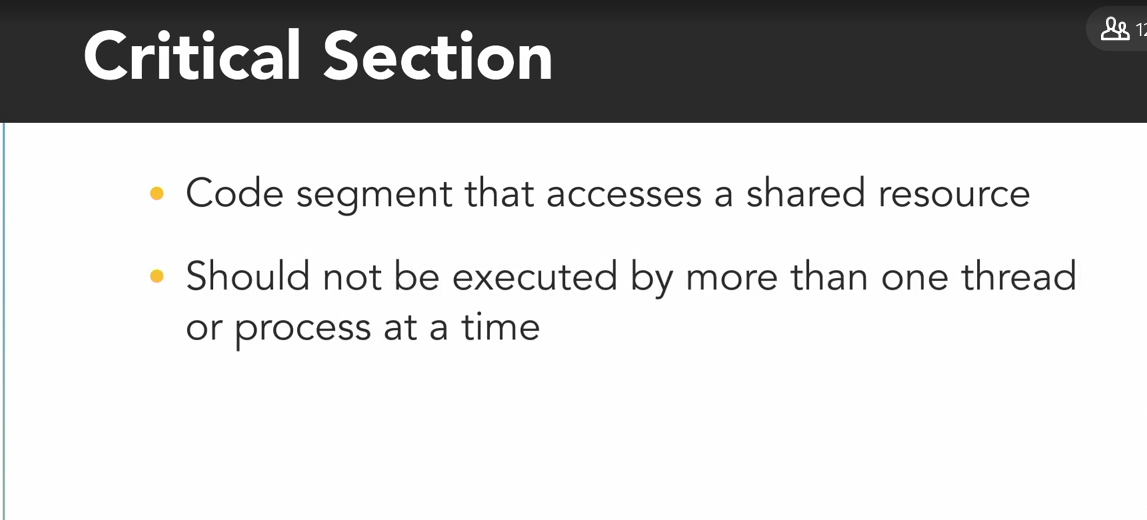 Critical Section
12
• Code segment that accesses a shared resource
• Should not be executed by more than one thread
or process at a time